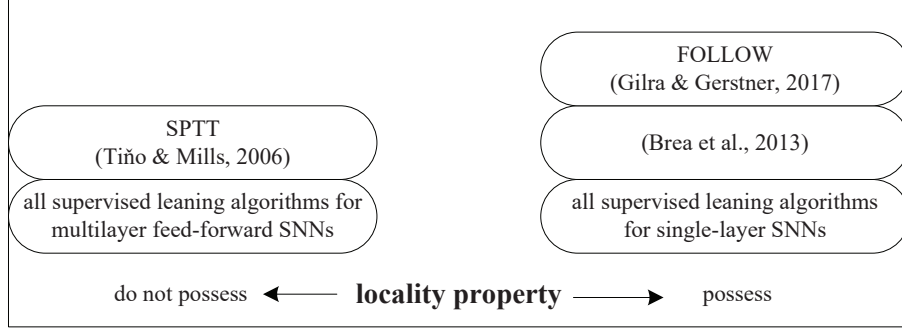 FOLLOW
(Gilra & Gerstner, 2017)
SPTT
(Tiňo & Mills, 2006)
(Brea et al., 2013)
all supervised leaning algorithms for
multilayer feed-forward SNNs
all supervised leaning algorithms
for single-layer SNNs
do not possess locality property possess